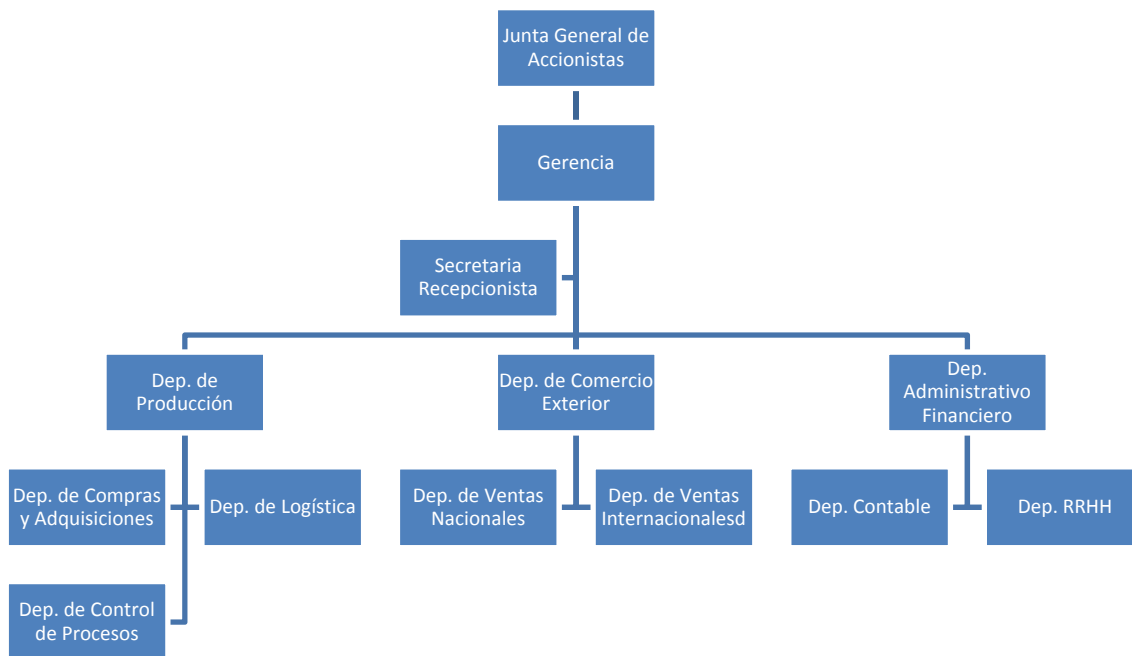 Junta General de
Accionistas
Gerencia
Secretaria
Recepcionista
Dep. de
Producción
Dep. de Comercio
Exterior
Dep.
Administrativo
Financiero
Dep. de Compras
y Adquisiciones
Dep. de Logística
Dep. de Ventas
Nacionales
Dep. de Ventas
Internacionalesd
Dep. Contable
Dep. RRHH
Dep. de Control
de Procesos